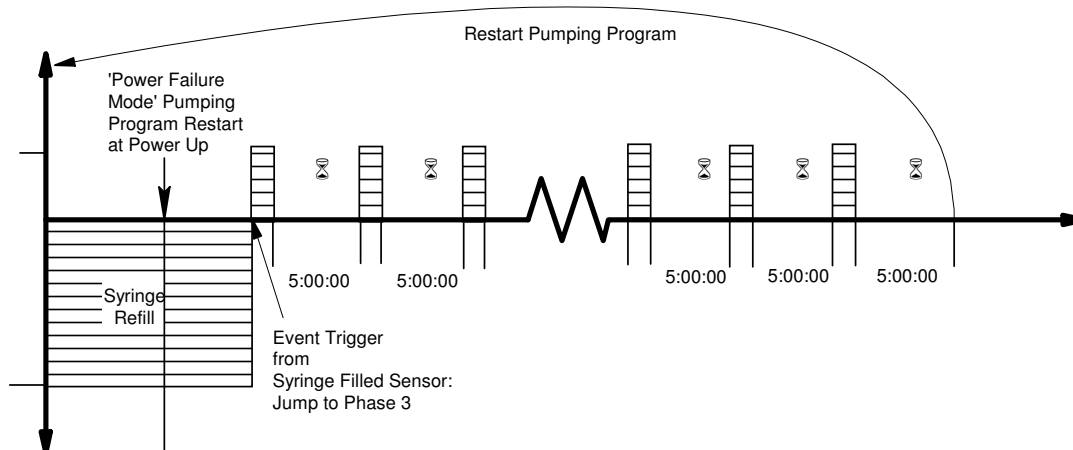 Restart Pumping Program
'Power Failure
Mode' Pumping
Program Restart
at Power Up
5:00:00
5:00:00
5:00:00
5:00:00
5:00:00
Syringe
Refill
Event Trigger
from
Syringe Filled Sensor:
Jump to Phase 3